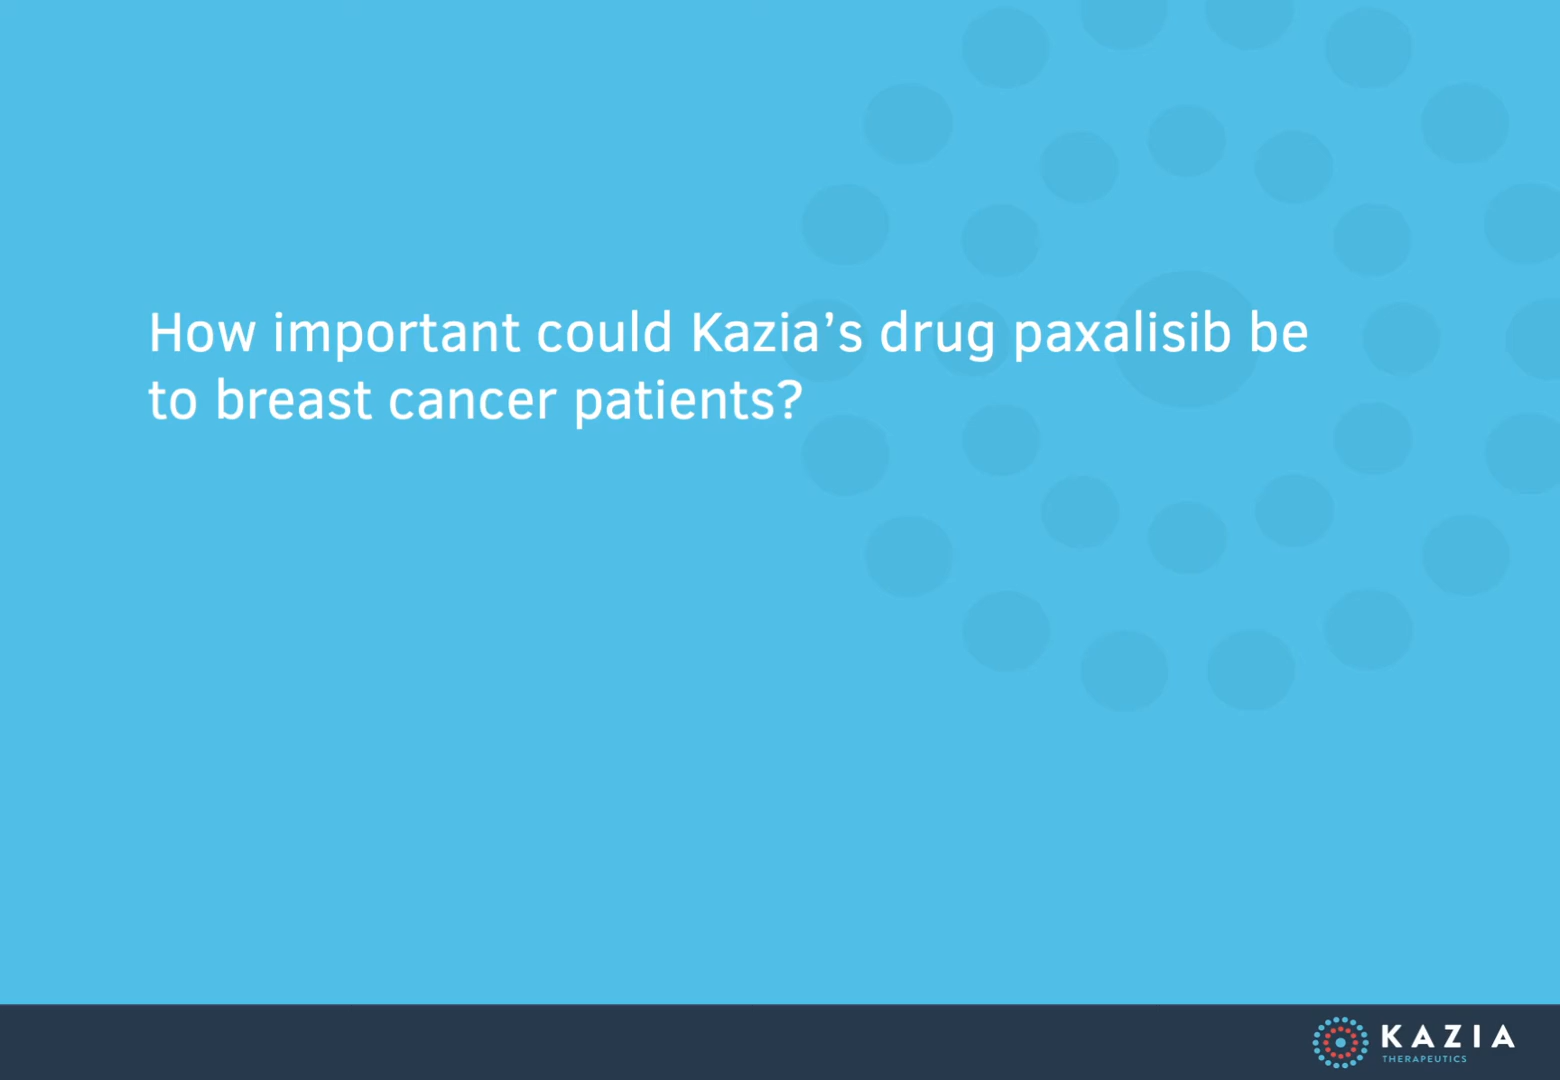 How important could Kazia’s drug paxalisib be
to breast cancer patients?
KAZIA
THERAPEUTICS